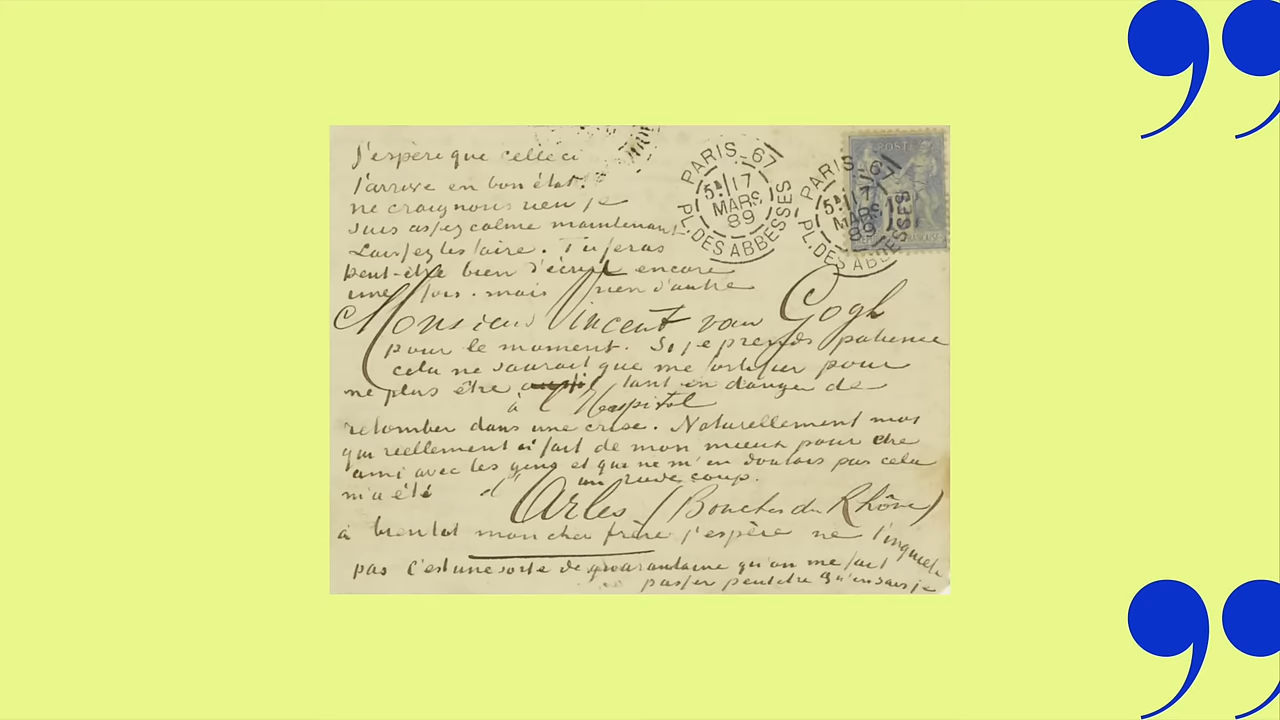 J'espère que celle ci
t'arrive en bon état.
ne craignons rien je
suis assez calme maintenant
Laissez les faire. Tu feras
peut-être bien d'écrire encore
une fois. mais rien d'autre
Monsieur Vincent van Gogh
pour le moment. Si je prends patience
cela ne saurait que me fortifier pour
ne plus être tant en danger de
à l'Hospital
retomber dans une crise. Naturellement moi
qui réellement ai fait de mon mieux pour être
ami avec les gens et qui ne m'en doutais pas cela
m'a été un rude coup.
d'Arles (Bouches du Rhône)
à bientot mon cher frère j'espère ne t'inquiete
pas C'est une sorte de quarantaine qu'on me fait
passer peut être qu'en sais je
PARIS 67
17
MARS
89
PL. DES ABBESSES
PARIS 67
17
MARS
89
PL. DES ABBESSES
POSTE